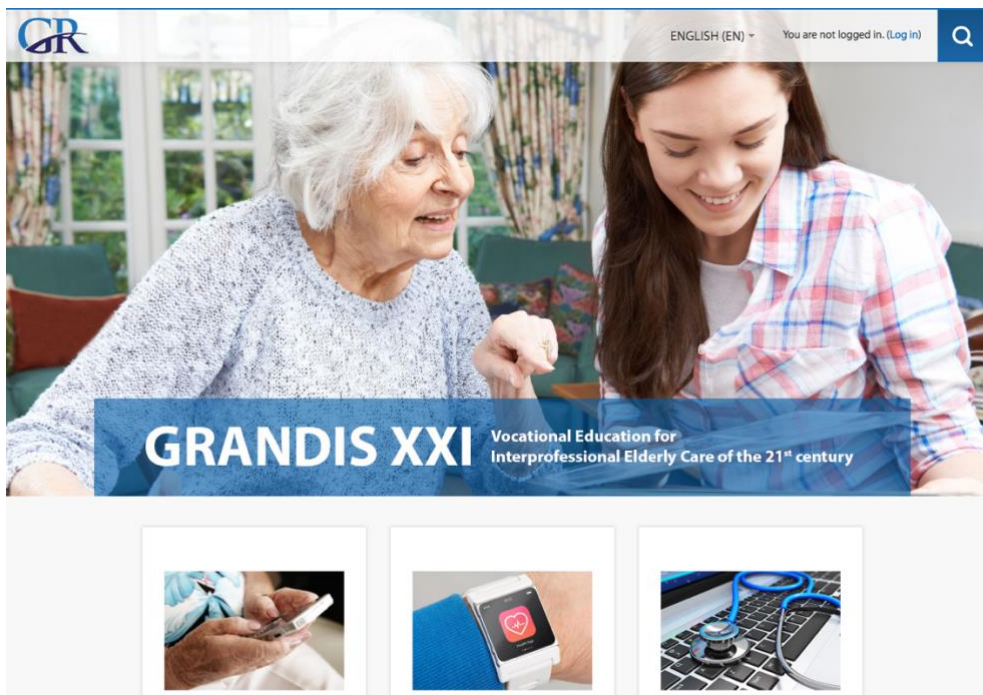 GR
ENGLISH (EN)
You are not logged in. (Log in)
GRANDIS XXI
Vocational Education for
Interprofessional Elderly Care of the 21st century